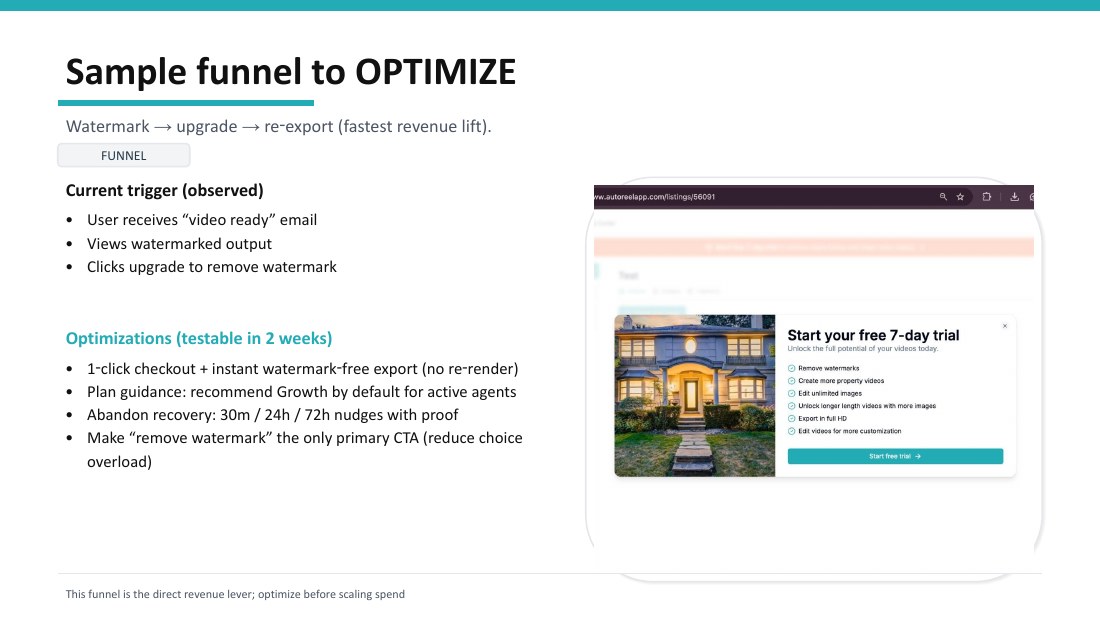 Sample funnel to OPTIMIZE
Watermark → upgrade → re-export (fastest revenue lift).
FUNNEL
Current trigger (observed)
• User receives “video ready” email
• Views watermarked output
• Clicks upgrade to remove watermark
Optimizations (testable in 2 weeks)
• 1-click checkout + instant watermark-free export (no re-render)
• Plan guidance: recommend Growth by default for active agents
• Abandon recovery: 30m / 24h / 72h nudges with proof
• Make “remove watermark” the only primary CTA (reduce choice
overload)
ww.autoreelapp.com/listings/56091
Test
Start your free 7-day trial
Unlock the full potential of your videos today.
Remove watermarks
Create more property videos
Edit unlimited images
Unlock longer length videos with more images
Export in full HD
Edit videos for more customization
Start free trial →
This funnel is the direct revenue lever; optimize before scaling spend